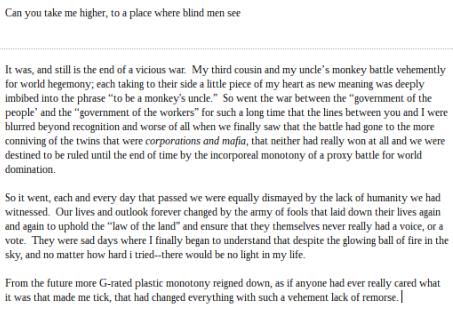 Can you take me higher, to a place where blind men see
It was, and still is the end of a vicious war.  My third cousin and my uncle's monkey battle vehemently
for world hegemony; each taking to their side a little piece of my heart as new meaning was deeply
imbibed into the phrase "to be a monkey's uncle."  So went the war between the "government of the
people' and the "government of the workers" for such a long time that the lines between you and I were
blurred beyond recognition and worse of all when we finally saw that the battle had gone to the more
conniving of the twins that were corporations and mafia, that neither had really won at all and we were
destined to be ruled until the end of time by the incorporeal monotony of a proxy battle for world
domination.
So it went, each and every day that passed we were equally dismayed by the lack of humanity we had
witnessed.  Our lives and outlook forever changed by the army of fools that laid down their lives again
and again to uphold the "law of the land" and ensure that they themselves never really had a voice, or a
vote.  They were sad days where I finally began to understand that despite the glowing ball of fire in the
sky, and no matter how hard i tried--there would be no light in my life.
From the future more G-rated plastic monotony reigned down, as if anyone had ever really cared what
it was that made me tick, that had changed everything with such a vehement lack of remorse.